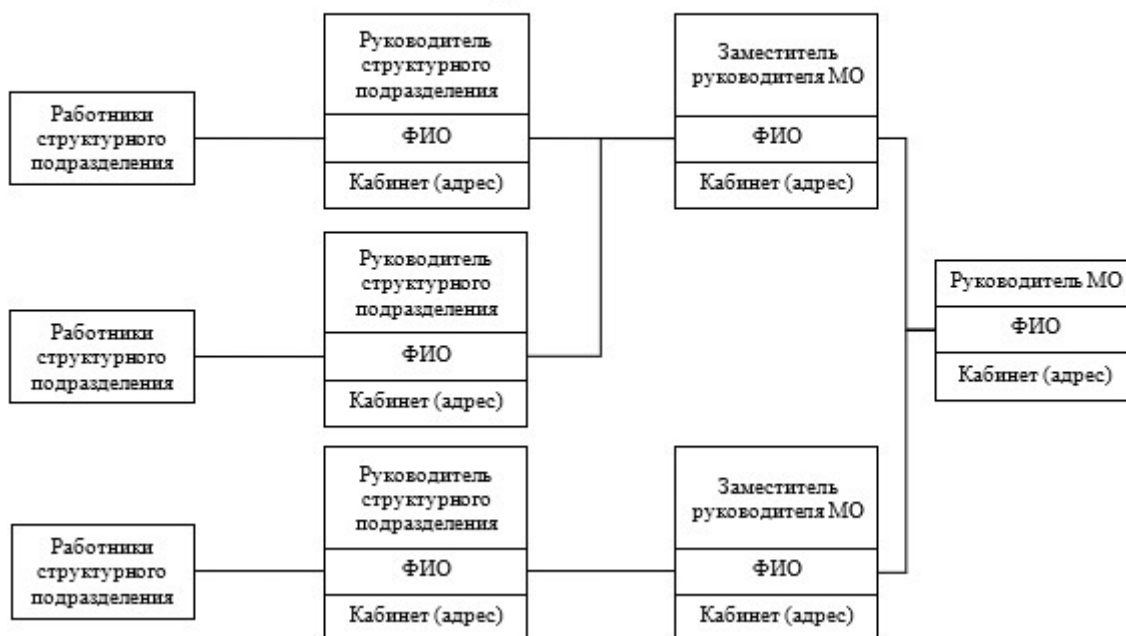 Работники
структурного
подразделения
Руководитель
структурного
подразделения
ФИО
Кабинет (адрес)
Заместитель
руководителя МО
ФИО
Кабинет (адрес)
Работники
структурного
подразделения
Руководитель
структурного
подразделения
ФИО
Кабинет (адрес)
Руководитель МО
ФИО
Кабинет (адрес)
Работники
структурного
подразделения
Руководитель
структурного
подразделения
ФИО
Кабинет (адрес)
Заместитель
руководителя МО
ФИО
Кабинет (адрес)